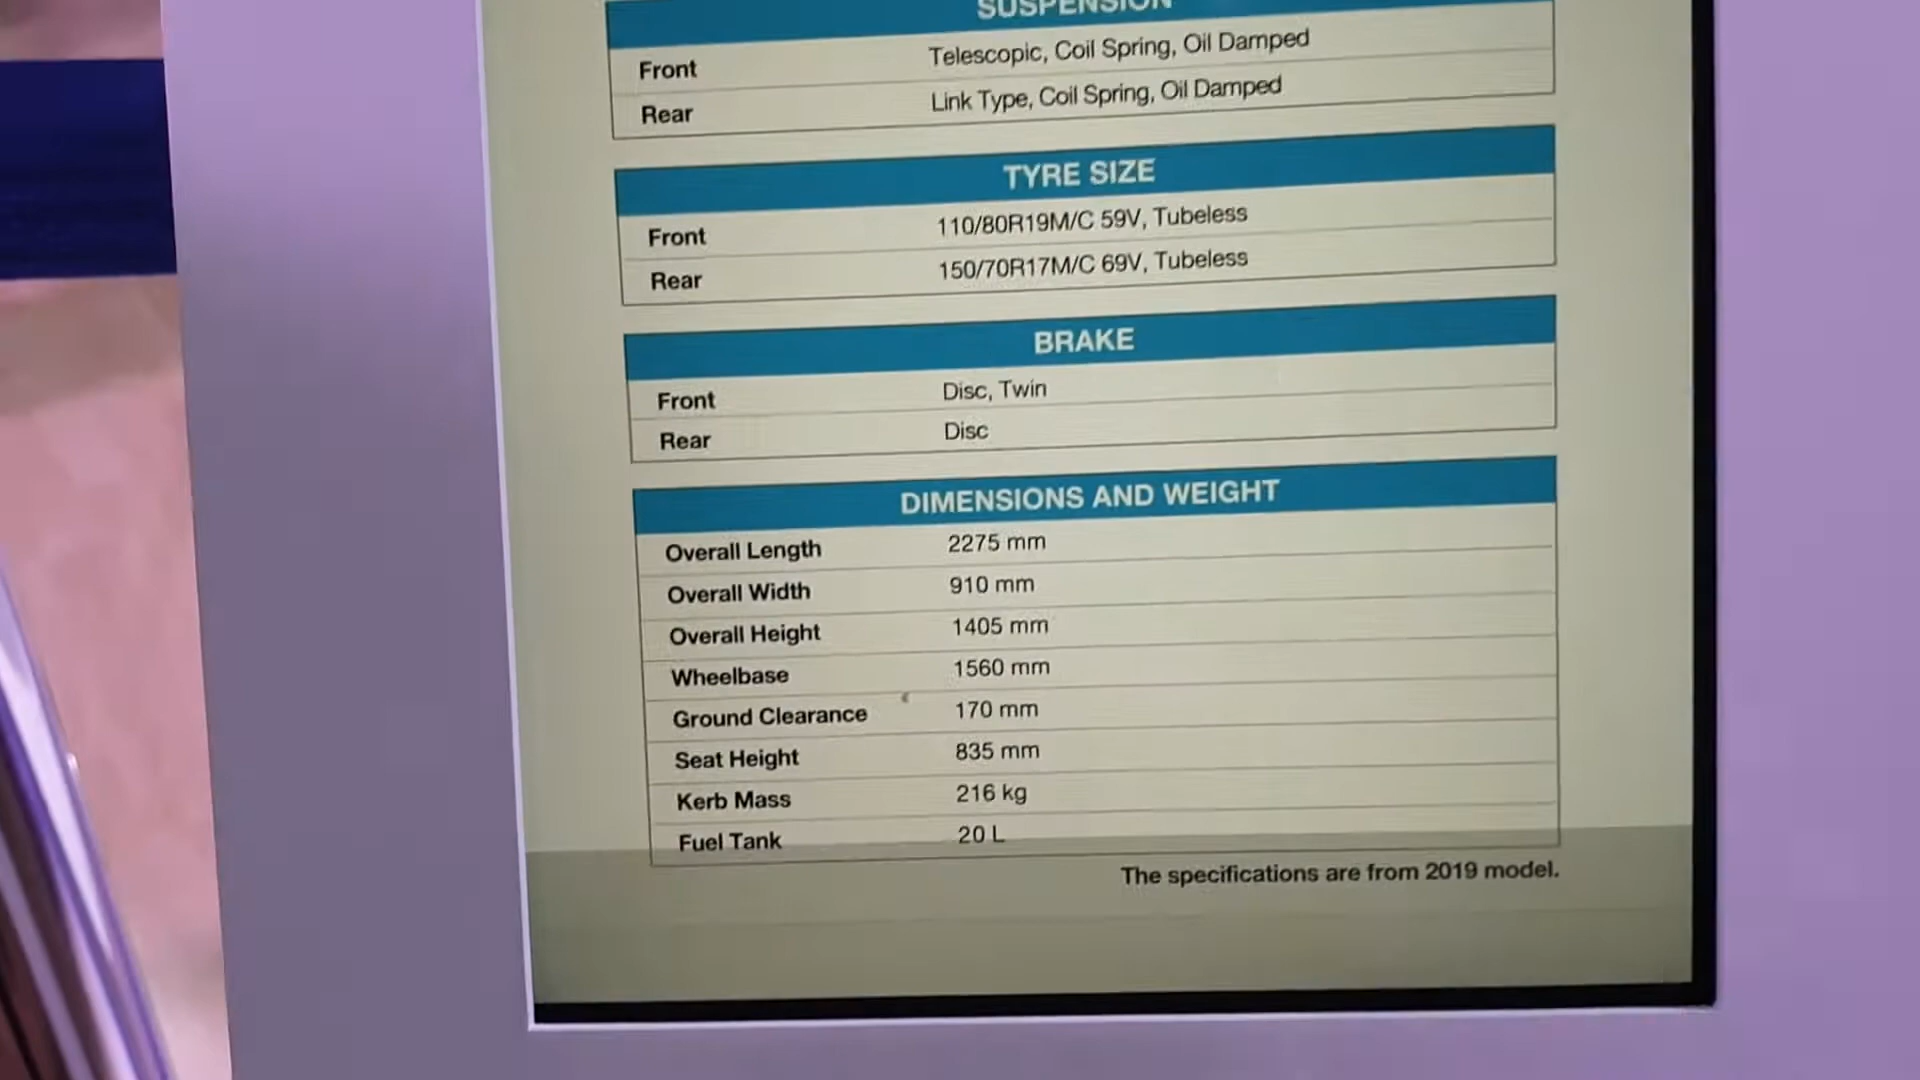 SUSPENSION
Front Telescopic, Coil Spring, Oil Damped
Rear Link Type, Coil Spring, Oil Damped
TYRE SIZE
Front 110/80R19M/C 59V, Tubeless
Rear 150/70R17M/C 69V, Tubeless
BRAKE
Front Disc, Twin
Rear Disc
DIMENSIONS AND WEIGHT
Overall Length 2275 mm
Overall Width 910 mm
Overall Height 1405 mm
Wheelbase 1560 mm
Ground Clearance 170 mm
Seat Height 835 mm
Kerb Mass 216 kg
Fuel Tank 20 L
The specifications are from 2019 model.